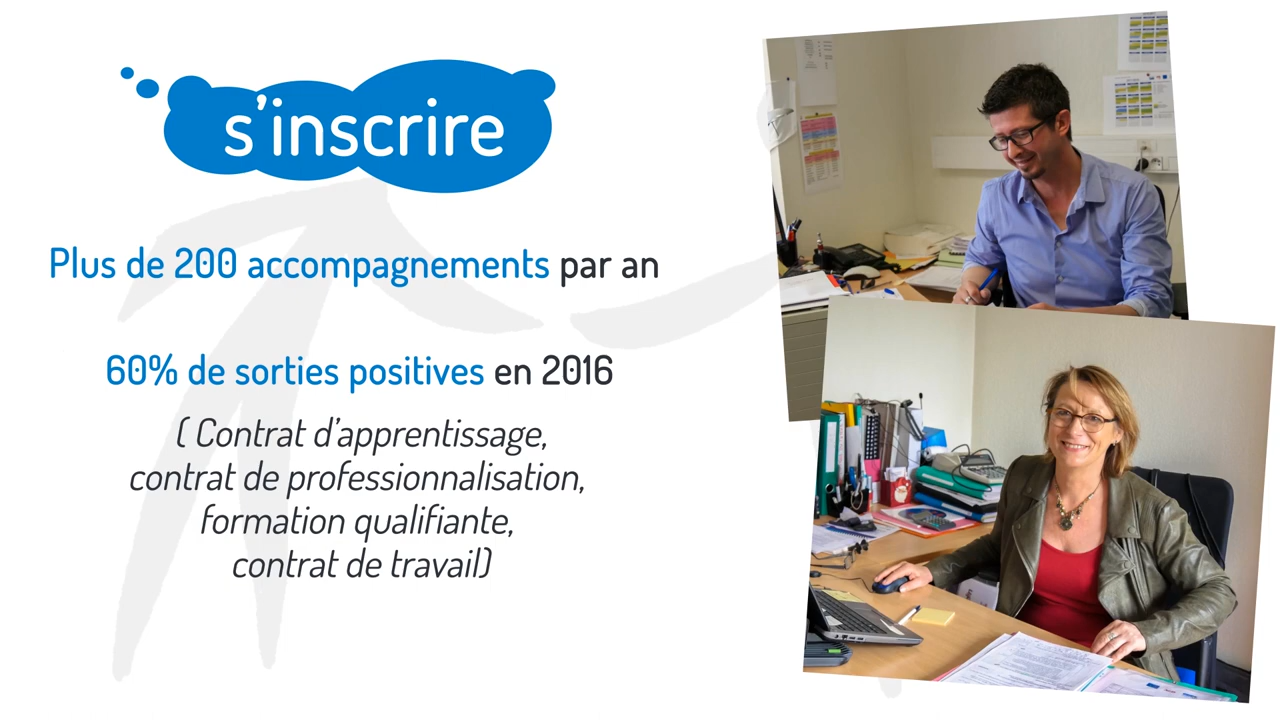 s'inscrire
Plus de 200 accompagnements par an
60% de sorties positives en 2016
( Contrat d'apprentissage,
contrat de professionnalisation,
formation qualifiante,
contrat de travail)